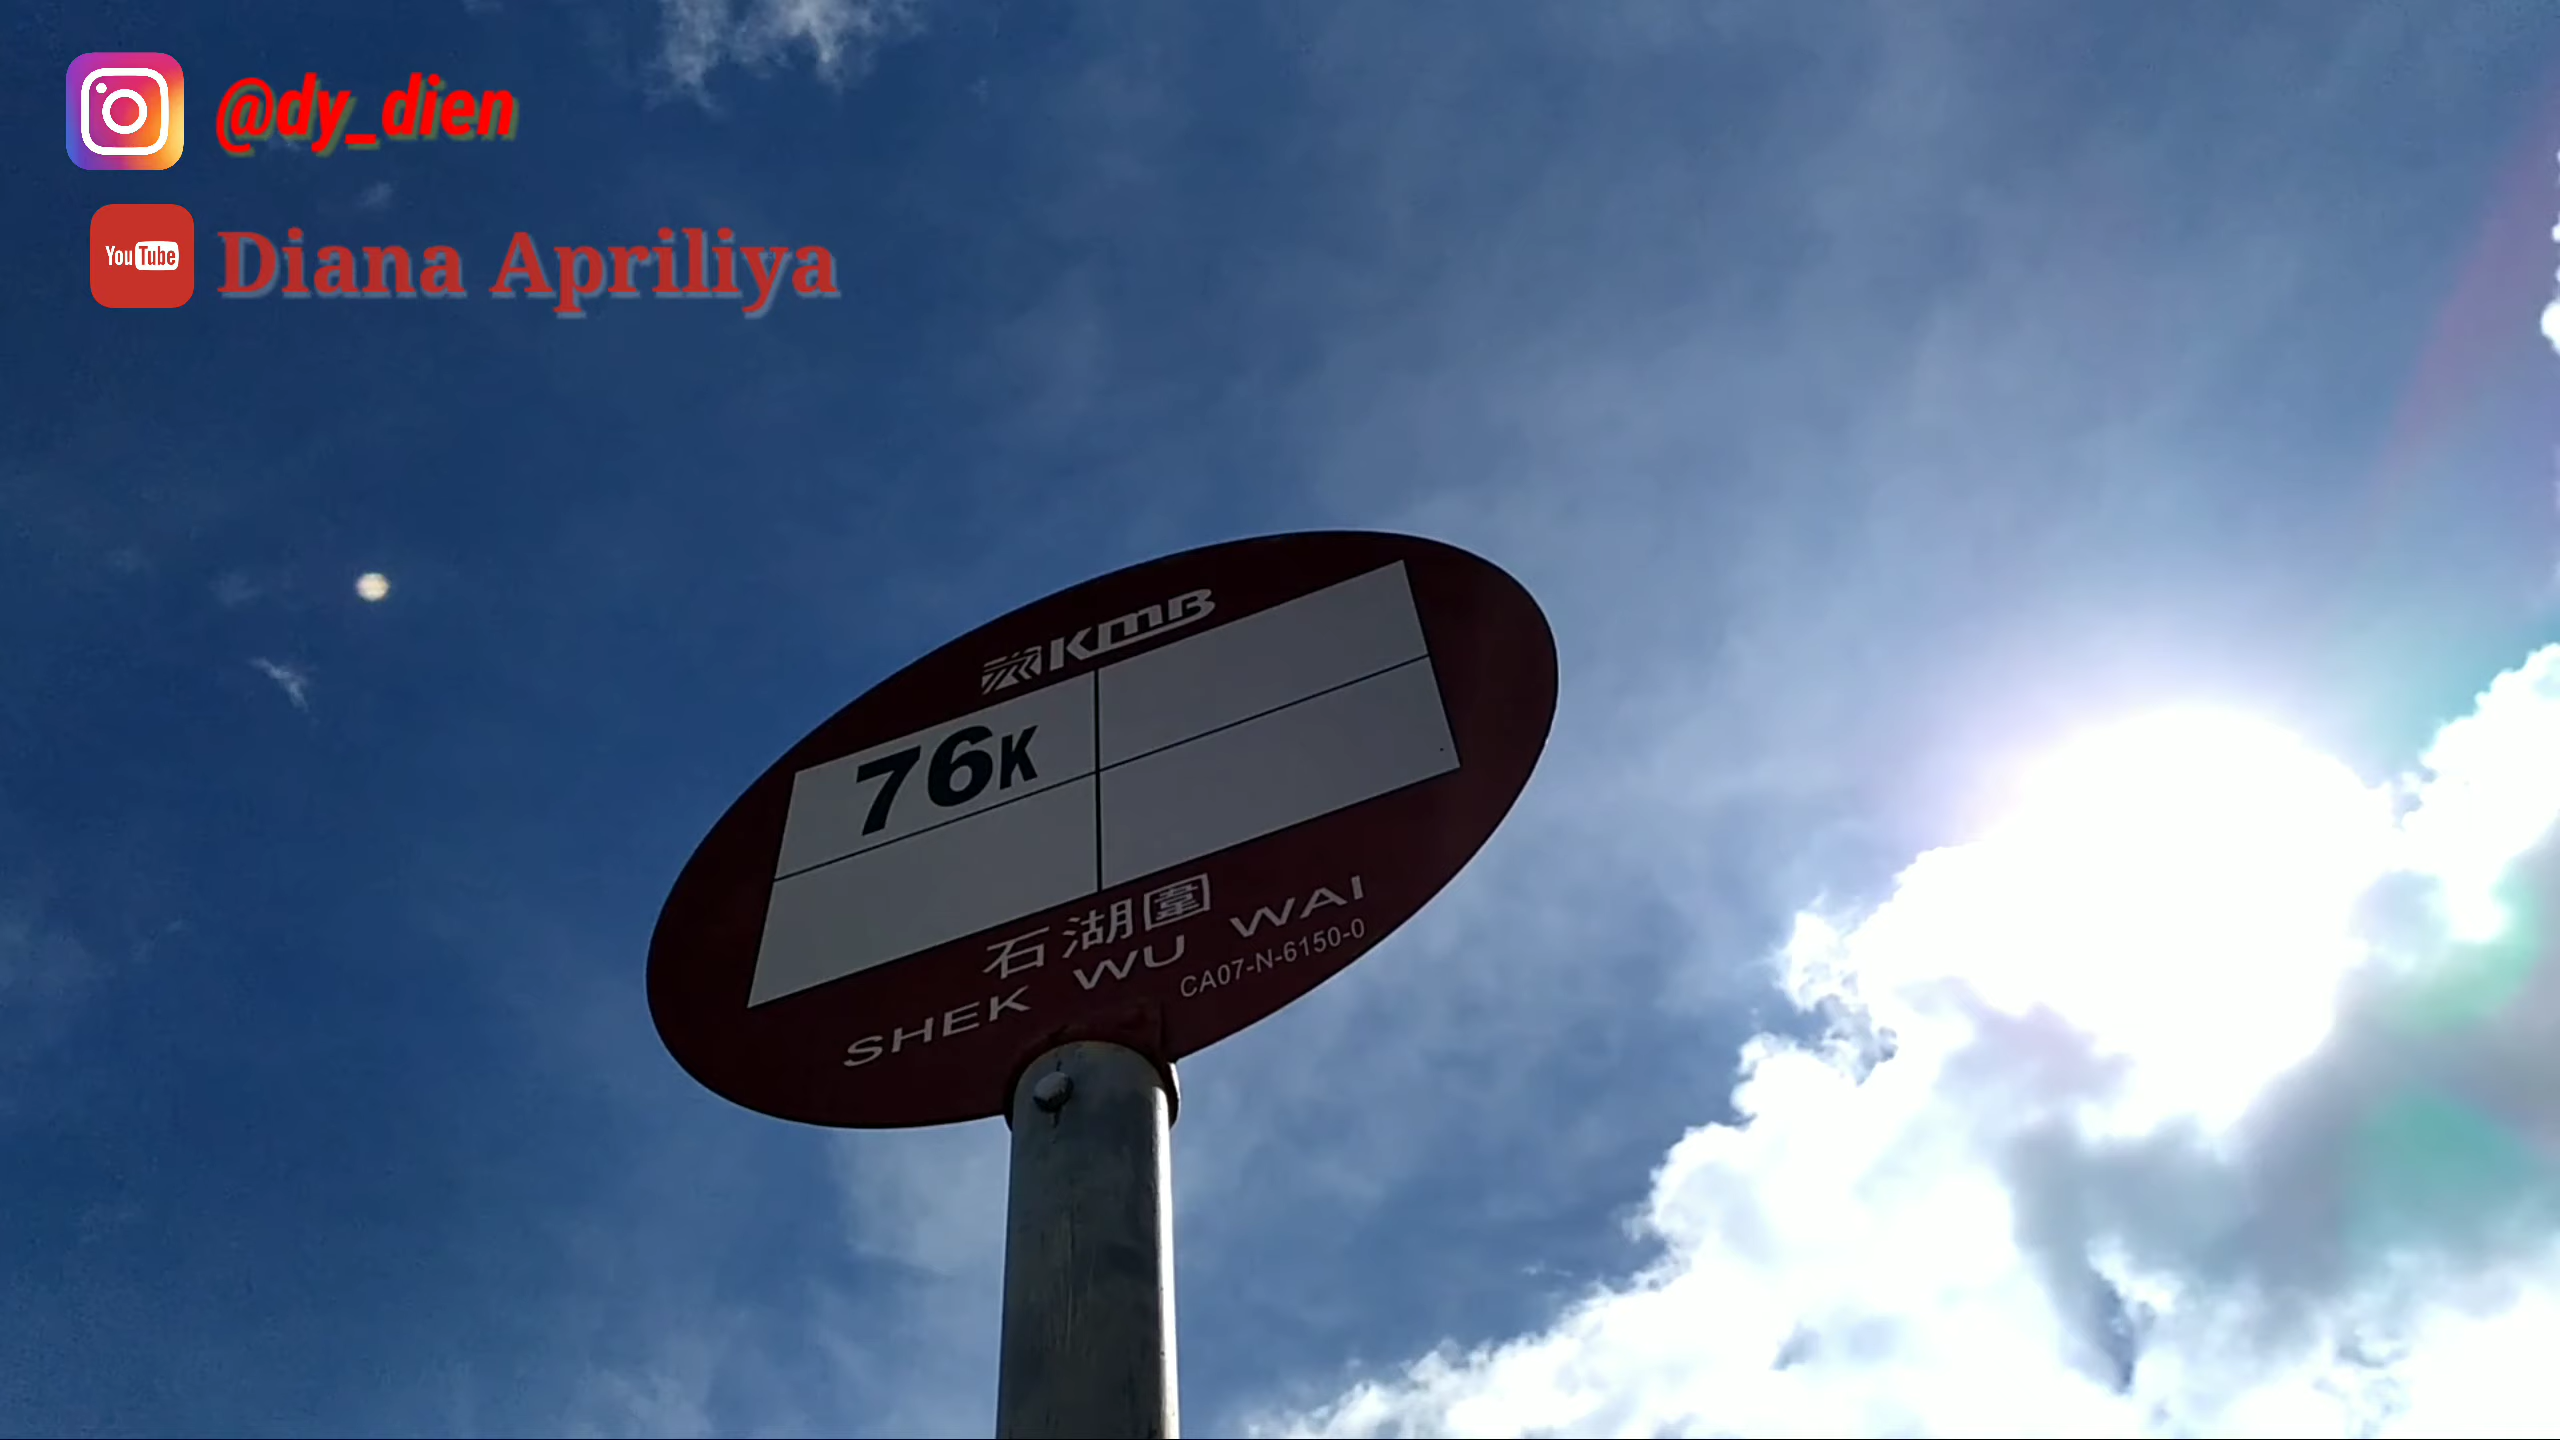 @dy_dien
YouTube Diana Apriliya
KMB
76K
石湖圍
SHEK WU WAI
CA07-N-6150-0